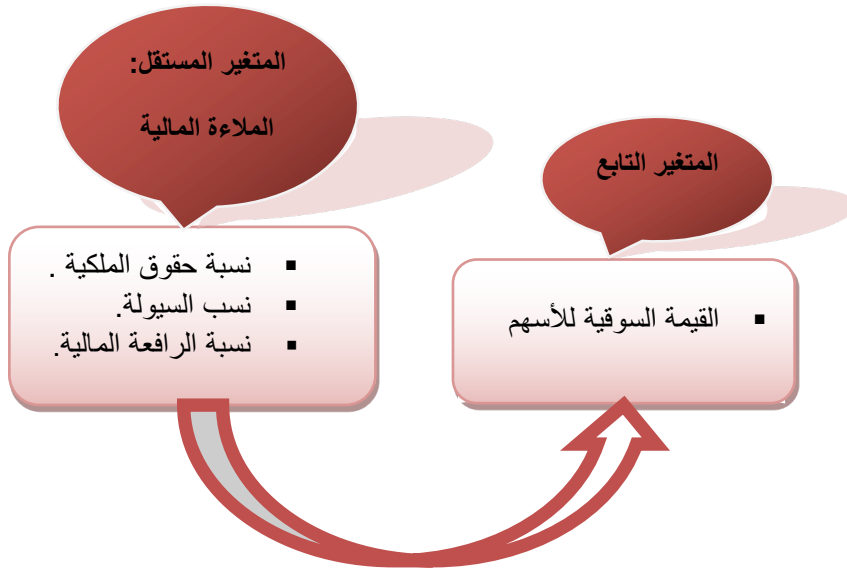 المتغير المستقل:
الملاءة المالية
▪ نسبة حقوق الملكية .
▪ نسب السيولة.
▪ نسبة الرافعة المالية.
المتغير التابع
▪ القيمة السوقية للأسهم